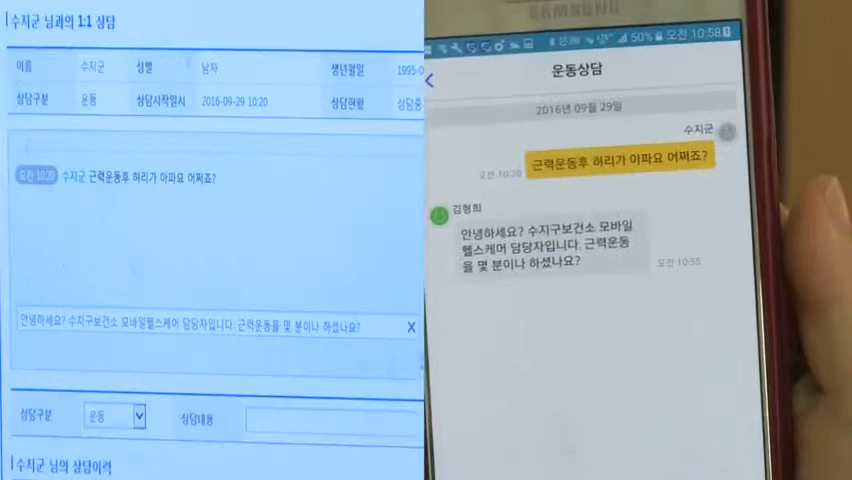 수지군 님과의 1:1 상담
이름 수지군 성별 남자 생년월일 1995-0
상담구분 운동 상담시작일시 2016-09-29 10:20 상담현황 상담중
오전 10:20 수지군 근력운동후 허리가 아파요 어쩌죠?
안녕하세요? 수지구보건소 모바일헬스케어 담당자입니다. 근력운동을 몇 분이나 하셨나요? X
상담구분 운동 상담내용
수지군 님의 상담이력
SAMSUNG
50% 오전 10:58
운동상담
2016년 09월 29일
수지군
오전 10:20 근력운동후 허리가 아파요 어쩌죠?
김형희
안녕하세요? 수지구보건소 모바일
헬스케어 담당자입니다. 근력운동
을 몇 분이나 하셨나요? 오전 10:55